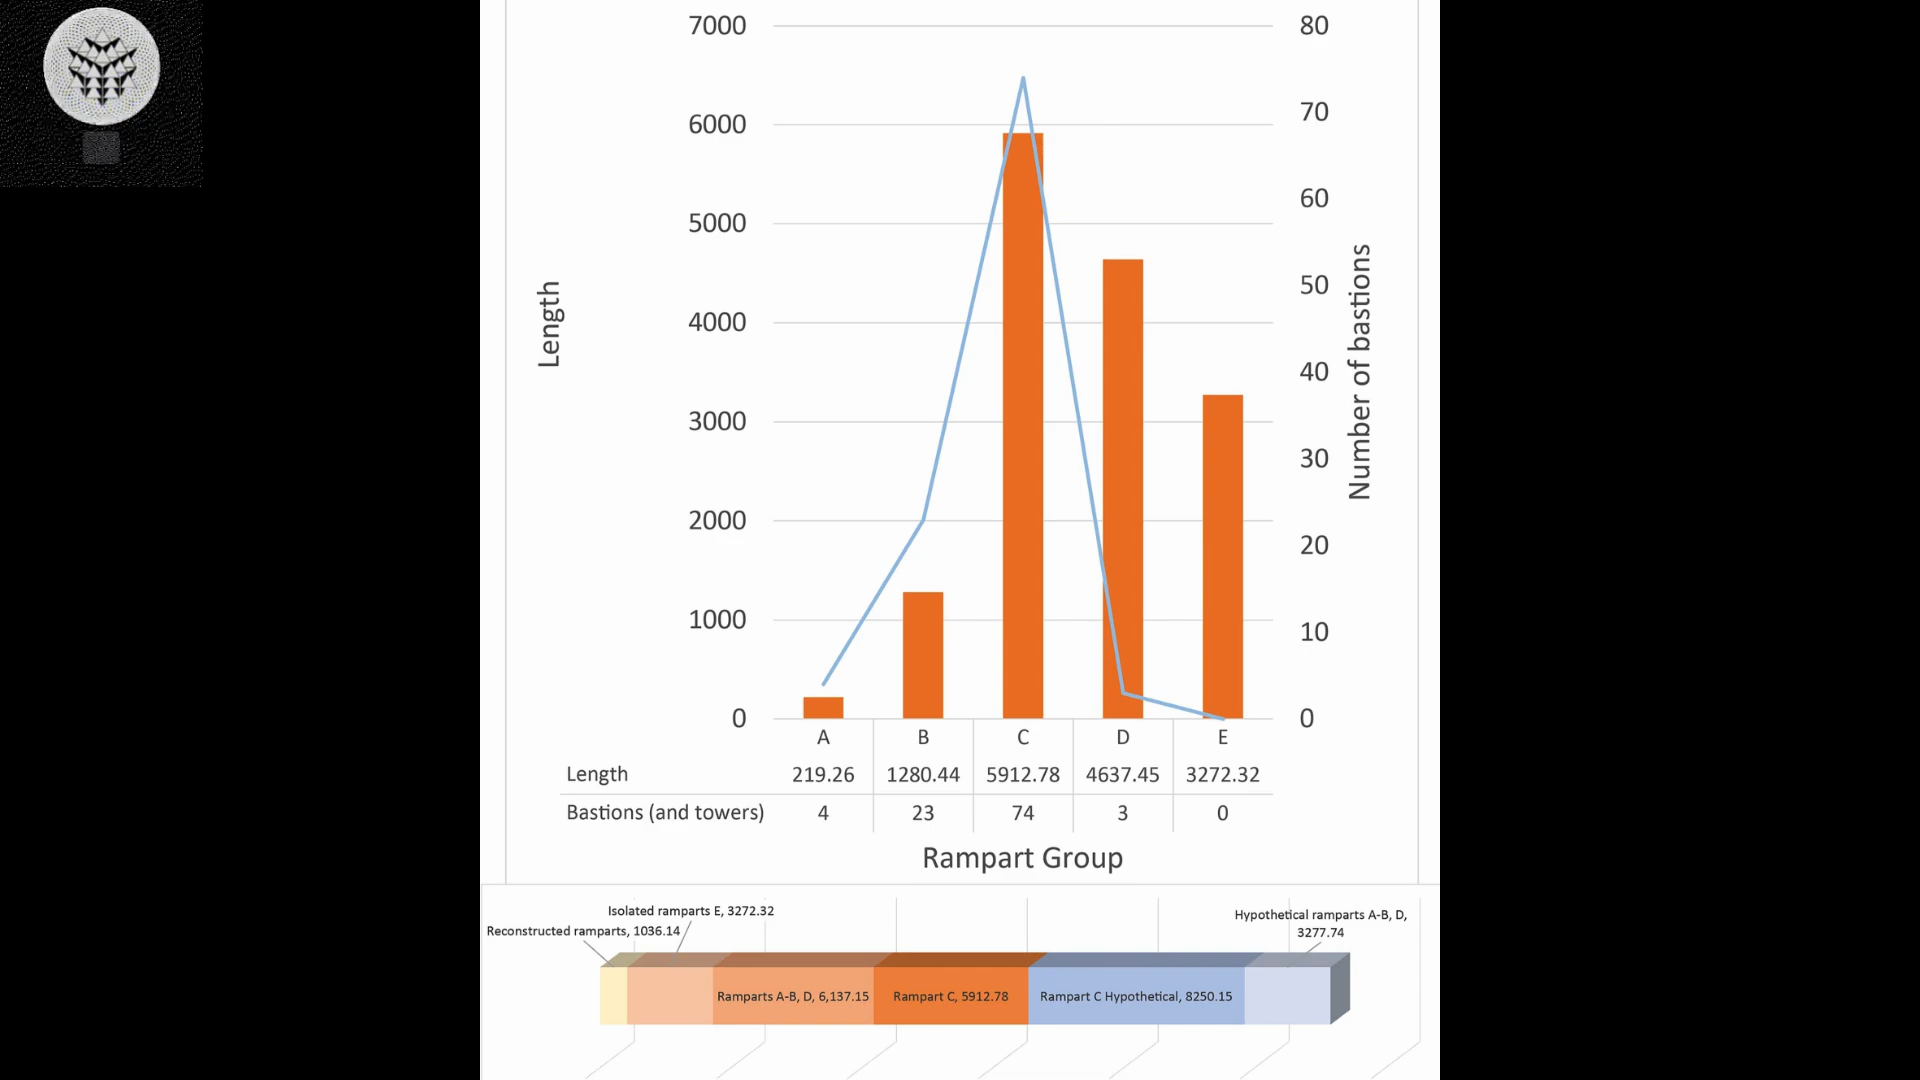 7000
6000
5000
4000
3000
2000
1000
0
Length
80
70
60
50
40
30
20
10
0
Number of bastions
A B C D E
Length 219.26 1280.44 5912.78 4637.45 3272.32
Bastions (and towers) 4 23 74 3 0
Rampart Group
Isolated ramparts E, 3272.32
Reconstructed ramparts, 1036.14
Hypothetical ramparts A-B, D,
3277.74
Ramparts A-B, D, 6,137.15
Rampart C, 5912.78
Rampart C Hypothetical, 8250.15